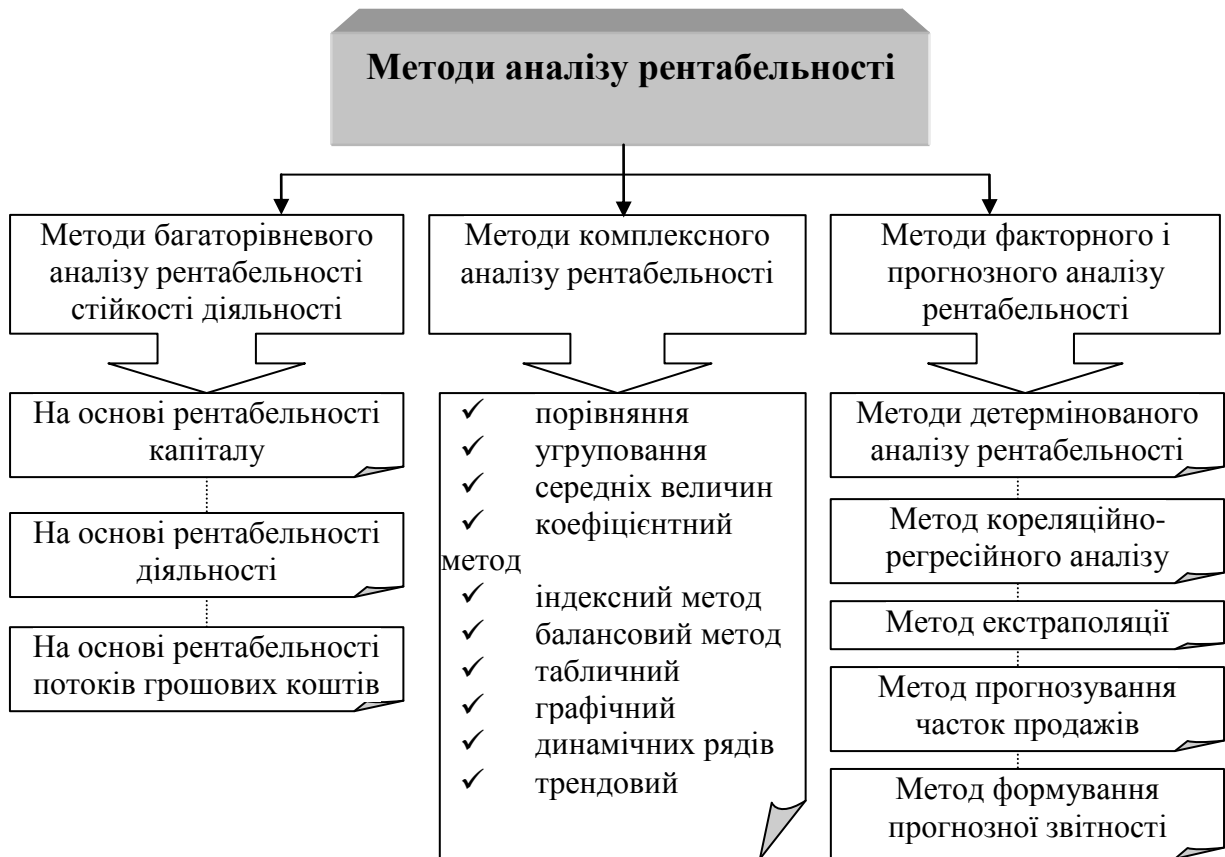 Методи аналізу рентабельності
Методи багаторівневого
аналізу рентабельності
стійкості діяльності
На основі рентабельності
капіталу
На основі рентабельності
діяльності
На основі рентабельності
потоків грошових коштів
Методи комплексного
аналізу рентабельності
✓ порівняння
✓ угруповання
✓ середніх величин
✓ коефіцієнтний
метод
✓ індексний метод
✓ балансовий метод
✓ табличний
✓ графічний
✓ динамічних рядів
✓ трендовий
Методи факторного і
прогнозного аналізу
рентабельності
Методи детермінованого
аналізу рентабельності
Метод кореляційно-
регресійного аналізу
Метод екстраполяції
Метод прогнозування
часток продажів
Метод формування
прогнозної звітності